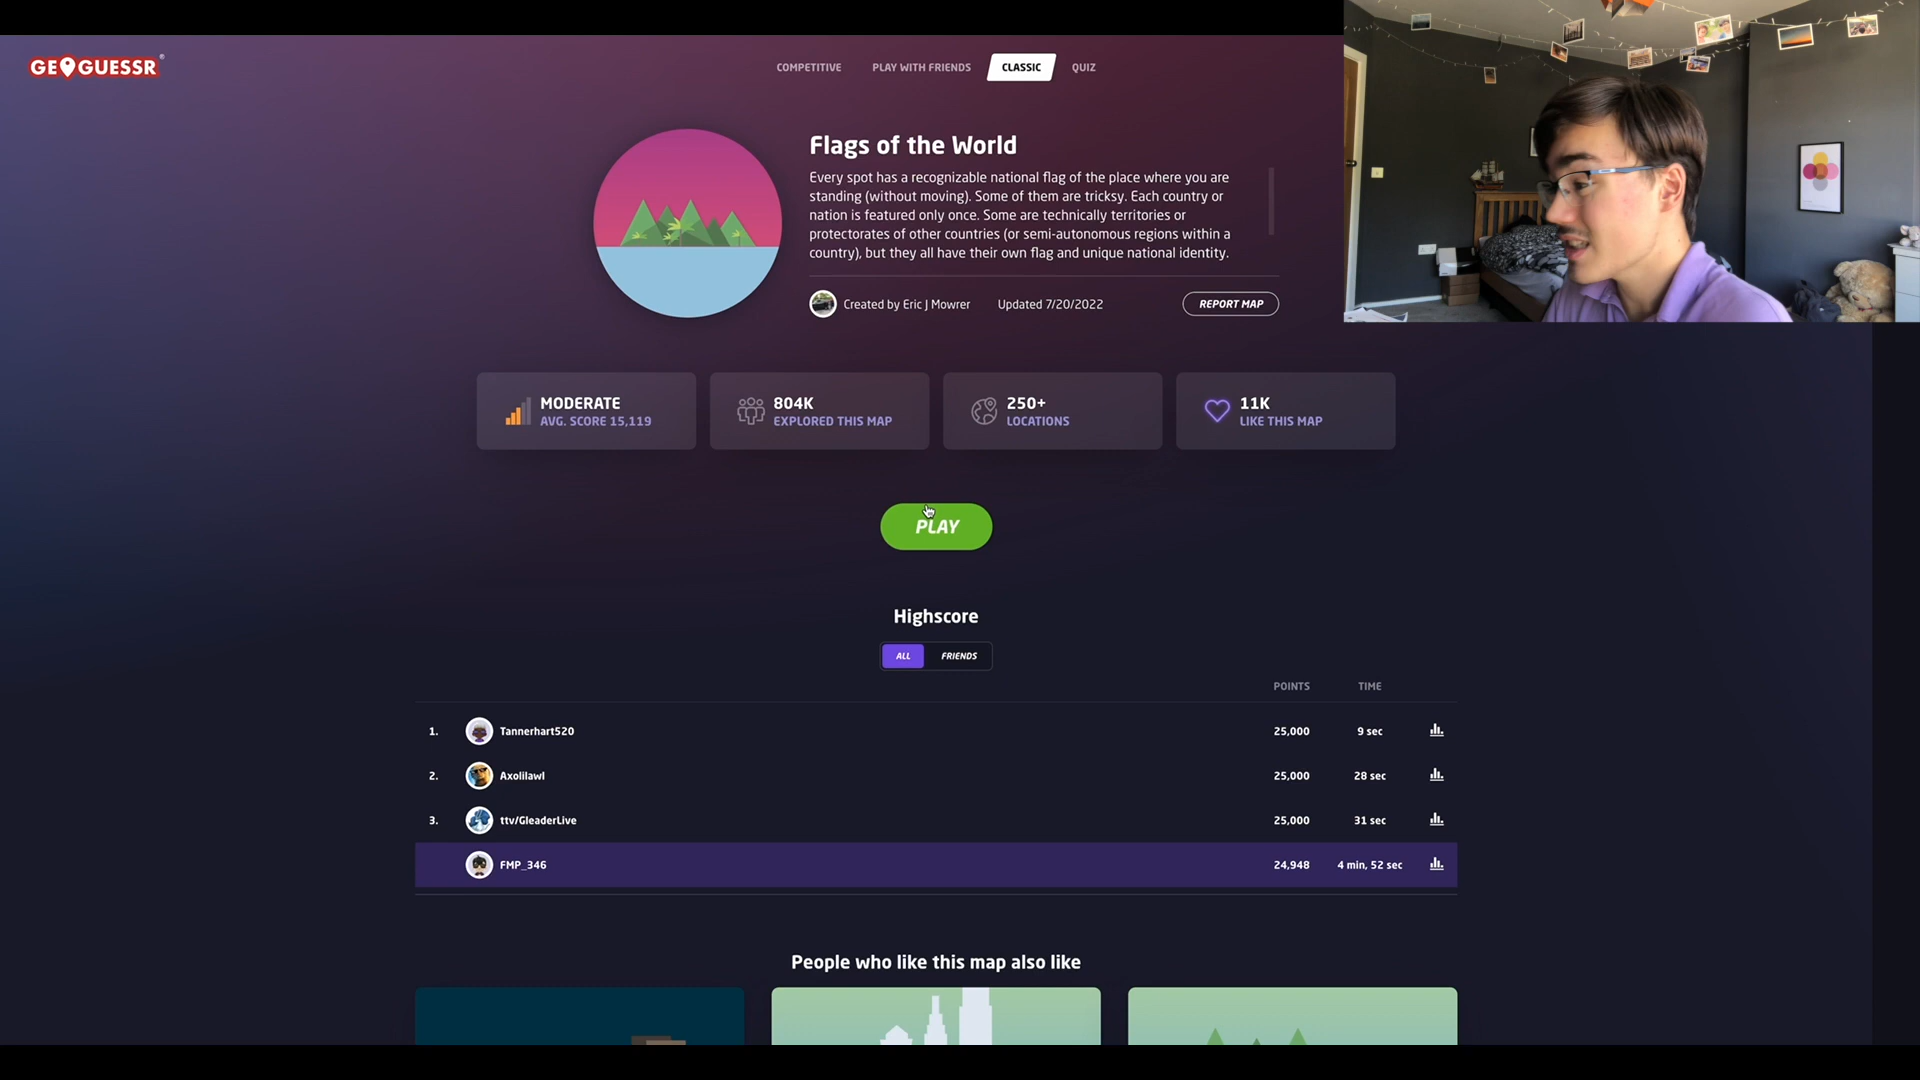 GEOGUESSR
COMPETITIVE
PLAY WITH FRIENDS
CLASSIC
QUIZ
Flags of the World
Every spot has a recognizable national flag of the place where you are
standing (without moving). Some of them are tricksy. Each country or
nation is featured only once. Some are technically territories or
protectorates of other countries (or semi-autonomous regions within a
country), but they all have their own flag and unique national identity.
Created by Eric J Mowrer
Updated 7/20/2022
REPORT MAP
MODERATE
AVG. SCORE 15,119
804K
EXPLORED THIS MAP
250+
LOCATIONS
11K
LIKE THIS MAP
PLAY
Highscore
ALL
FRIENDS
POINTS TIME
1. Tannerhart520 25,000 9 sec
2. Axolilawl 25,000 28 sec
3. ttv/GleaderLive 25,000 31 sec
FMP_346 24,948 4 min, 52 sec
People who like this map also like